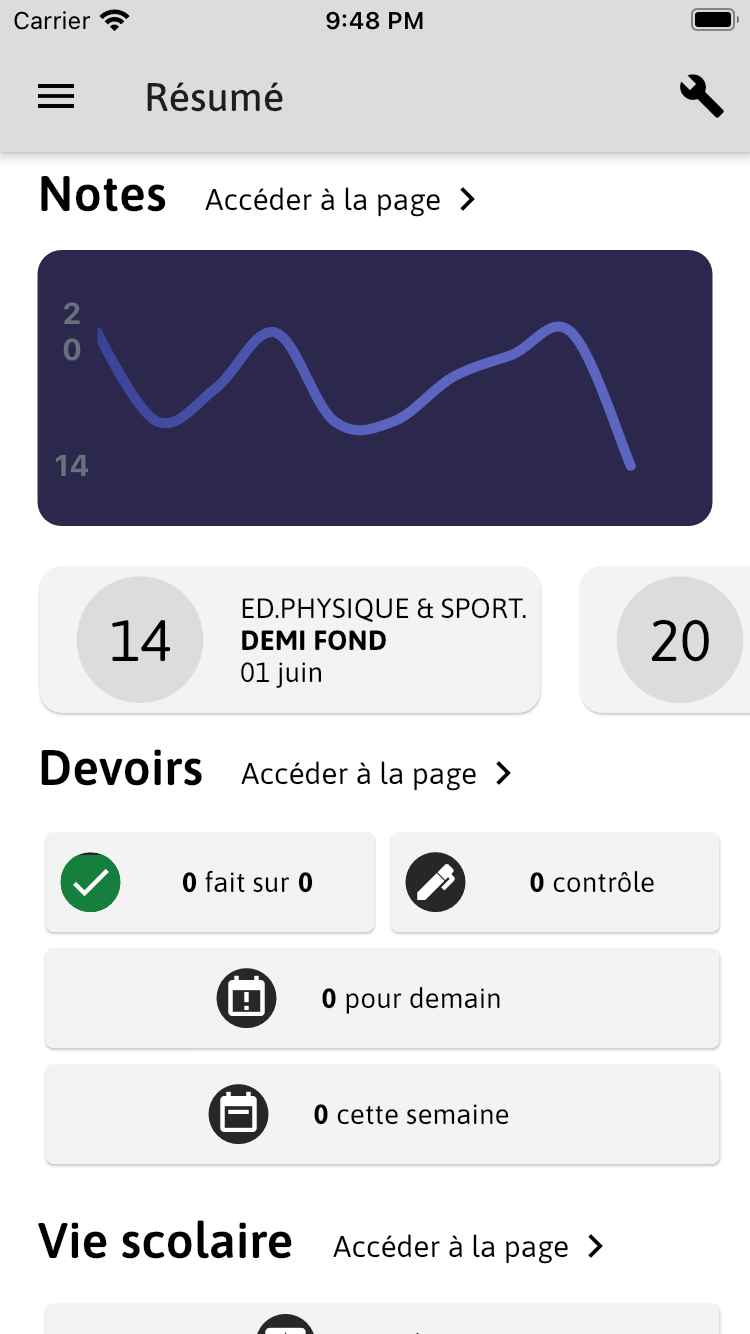 Carrier 9:48 PM
Résumé
Notes Accéder à la page
2
0
14
14 ED.PHYSIQUE & SPORT.
DEMI FOND
01 juin
20
Devoirs Accéder à la page
0 fait sur 0
0 contrôle
0 pour demain
0 cette semaine
Vie scolaire Accéder à la page